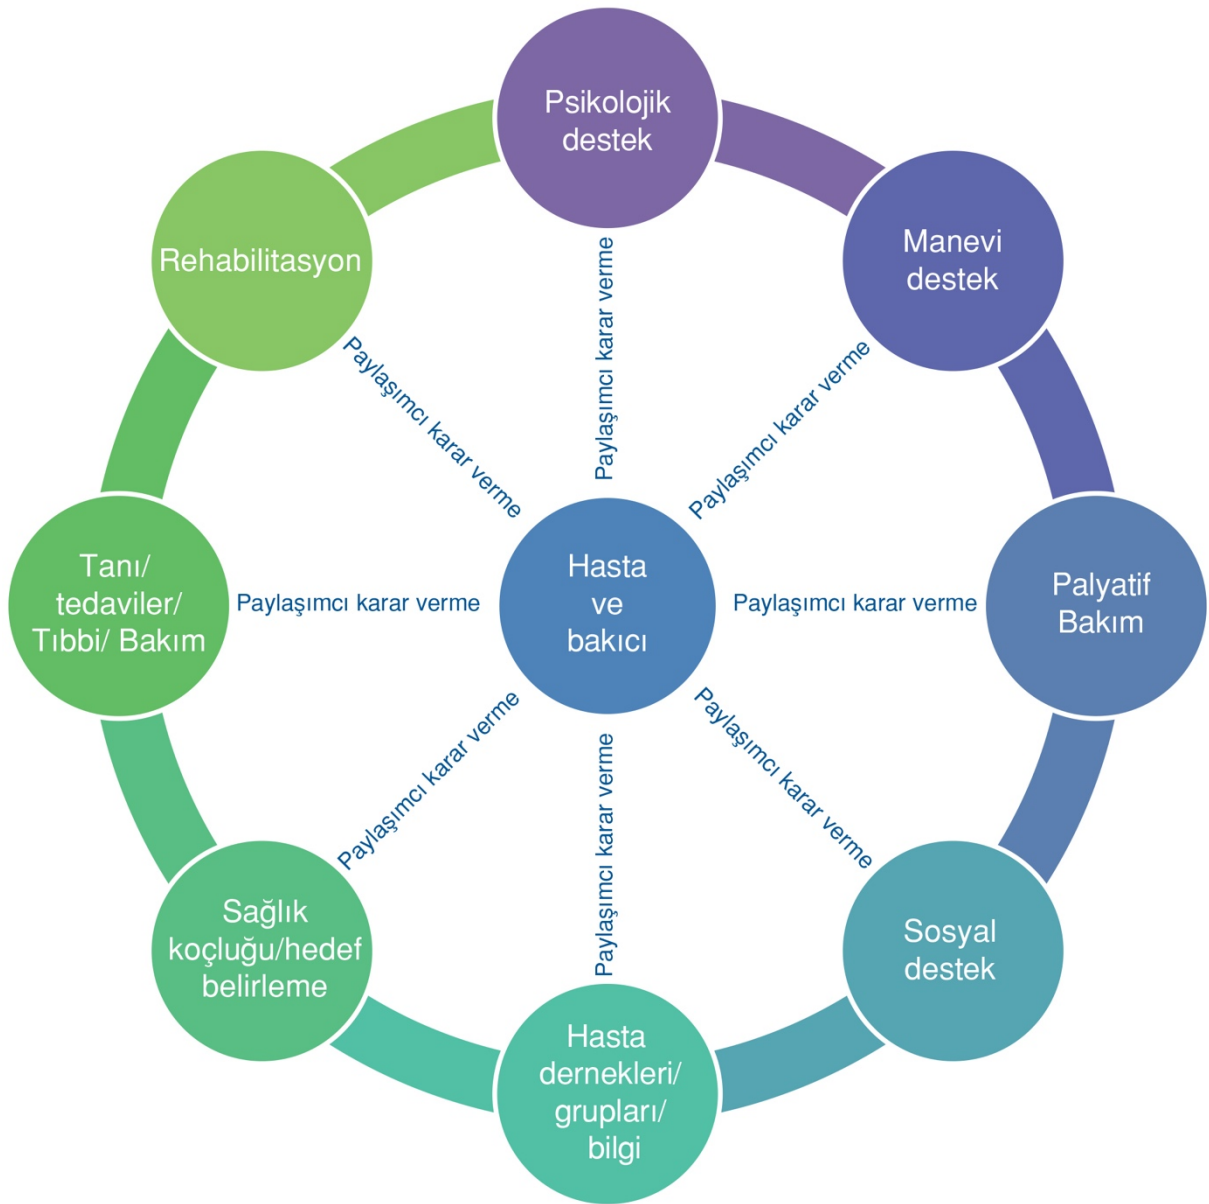 Psikolojik
destek
Manevi
destek
Rehabilitasyon
Paylaşımcı karar verme
Paylaşımcı karar verme
Paylaşımcı karar verme
Tanı/
tedaviler/
Tıbbi/ Bakım
Paylaşımcı karar verme
Hasta
ve
bakıcı
Paylaşımcı karar verme
Palyatif
Bakım
Paylaşımcı karar verme
Paylaşımcı karar verme
Paylaşımcı karar verme
Sağlık
koçluğu/hedef
belirleme
Sosyal
destek
Hasta
dernekleri/
grupları/
bilgi